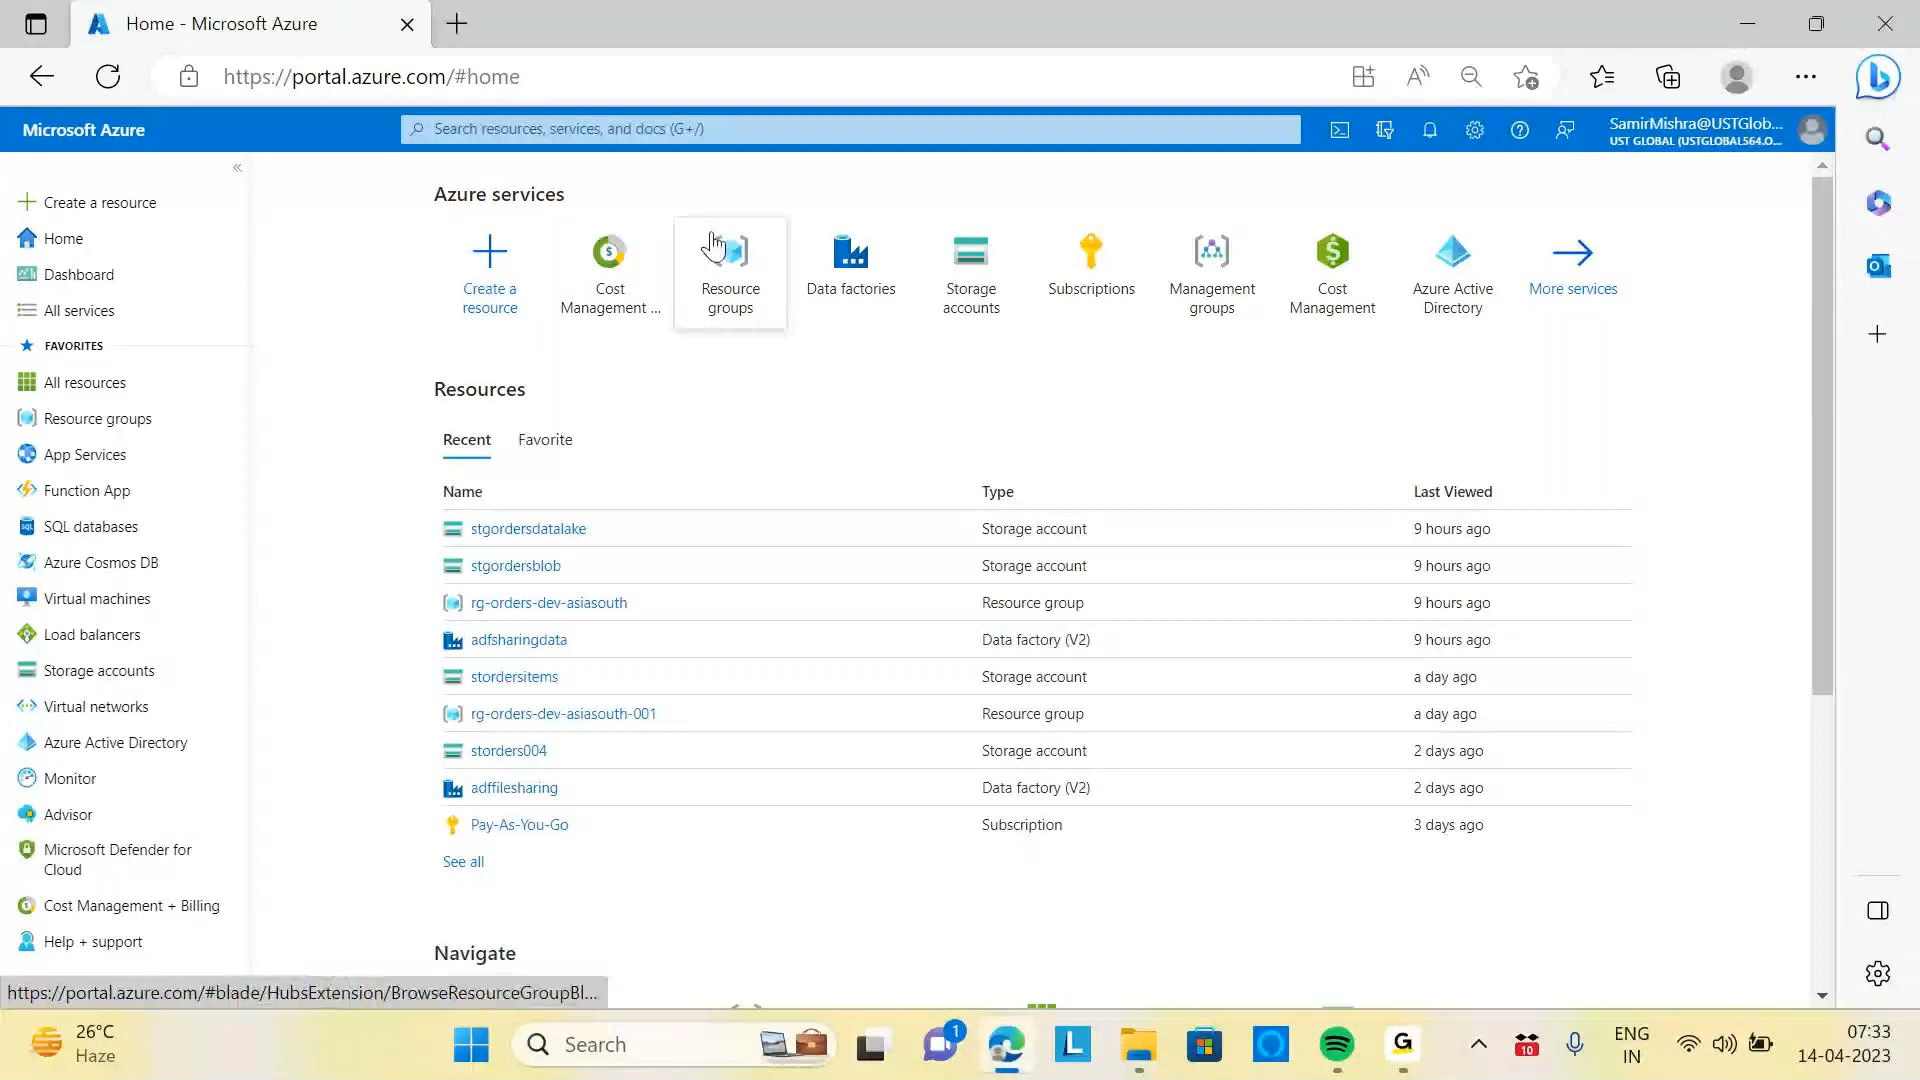 Home - Microsoft Azure
https://portal.azure.com/#home
Microsoft Azure
Search resources, services, and docs (G+/)
SamirMishra@USTGlob...
UST GLOBAL (USTGLOBAL564.O...
Create a resource
Home
Dashboard
All services
FAVORITES
All resources
Resource groups
App Services
Function App
SQL databases
Azure Cosmos DB
Virtual machines
Load balancers
Storage accounts
Virtual networks
Azure Active Directory
Monitor
Advisor
Microsoft Defender for
Cloud
Cost Management + Billing
Help + support
Azure services
Create a
resource
Cost
Management ...
Resource
groups
Data factories
Storage
accounts
Subscriptions
Management
groups
Cost
Management
Azure Active
Directory
More services
Resources
Recent Favorite
Name Type Last Viewed
stgordersdatalake Storage account 9 hours ago
stgordersblob Storage account 9 hours ago
rg-orders-dev-asiasouth Resource group 9 hours ago
adfsharingdata Data factory (V2) 9 hours ago
stordersitems Storage account a day ago
rg-orders-dev-asiasouth-001 Resource group a day ago
storders004 Storage account 2 days ago
adffilesharing Data factory (V2) 2 days ago
Pay-As-You-Go Subscription 3 days ago
See all
Navigate
https://portal.azure.com/#blade/HubsExtension/BrowseResourceGroupBl...
26°C
Haze
Search
1
10
ENG
IN
07:33
14-04-2023